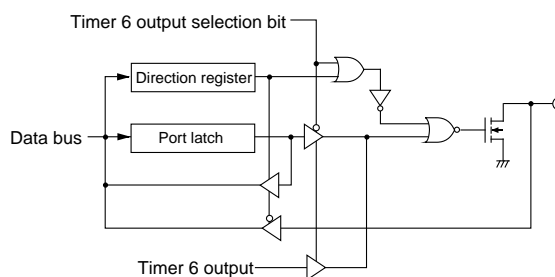 Timer 6 output selection bit
Direction register
Data bus
Port latch
Timer 6 output